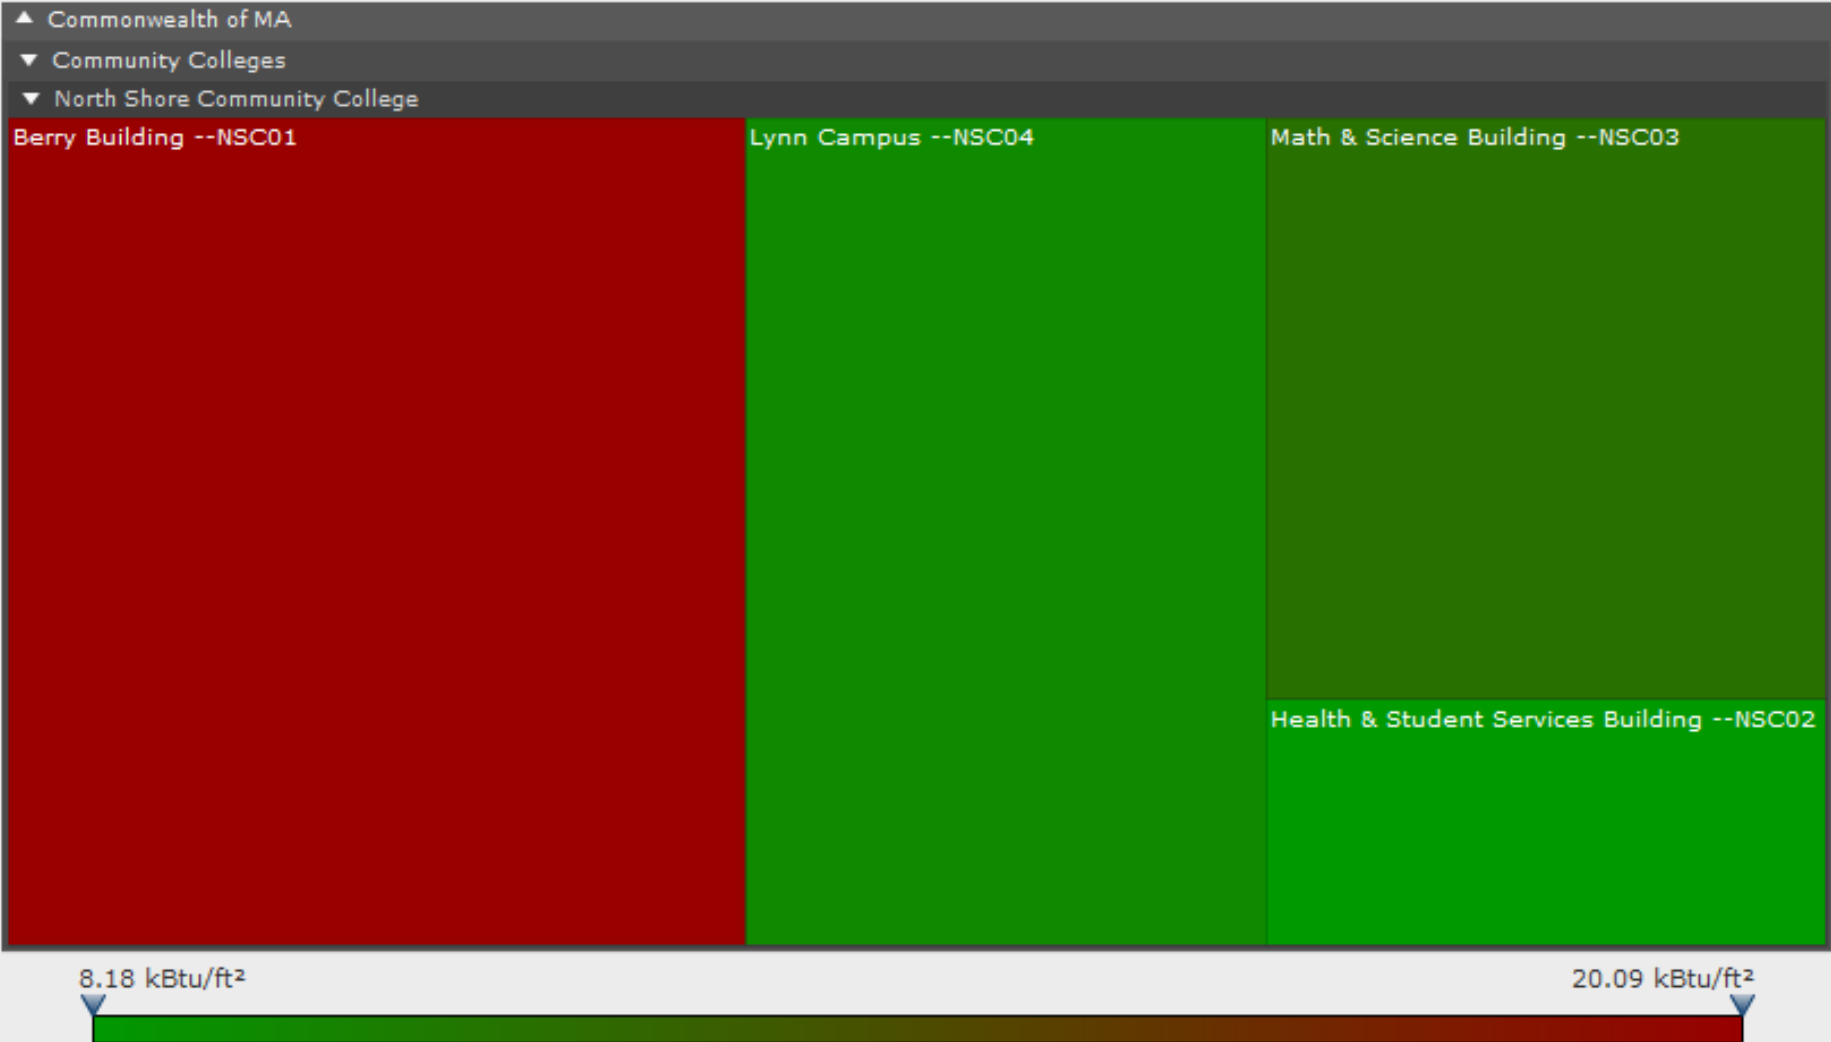 Commonwealth of MA
Community Colleges
North Shore Community College
Berry Building --NSC01
Lynn Campus --NSC04
Math & Science Building --NSC03
Health & Student Services Building --NSC02
8.18 kBtu/ft²
20.09 kBtu/ft²